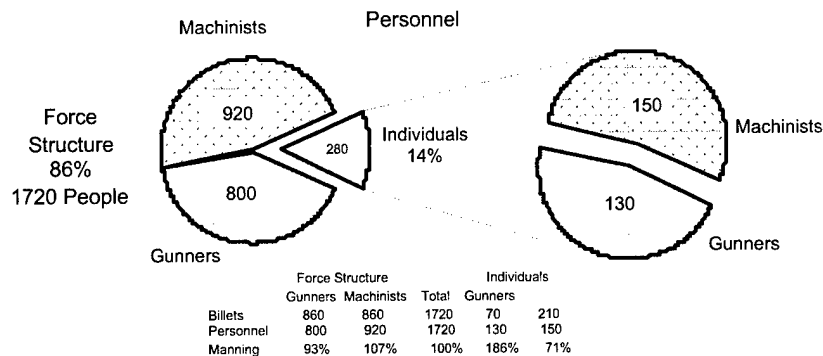 Personnel
Machinists
920
Force
Structure
86%
1720 People
280
Individuals
14%
800
Gunners
150
Machinists
130
Gunners
Force Structure Individuals
Gunners Machinists Total Gunners
Billets 860 860 1720 70 210
Personnel 800 920 1720 130 150
Manning 93% 107% 100% 186% 71%